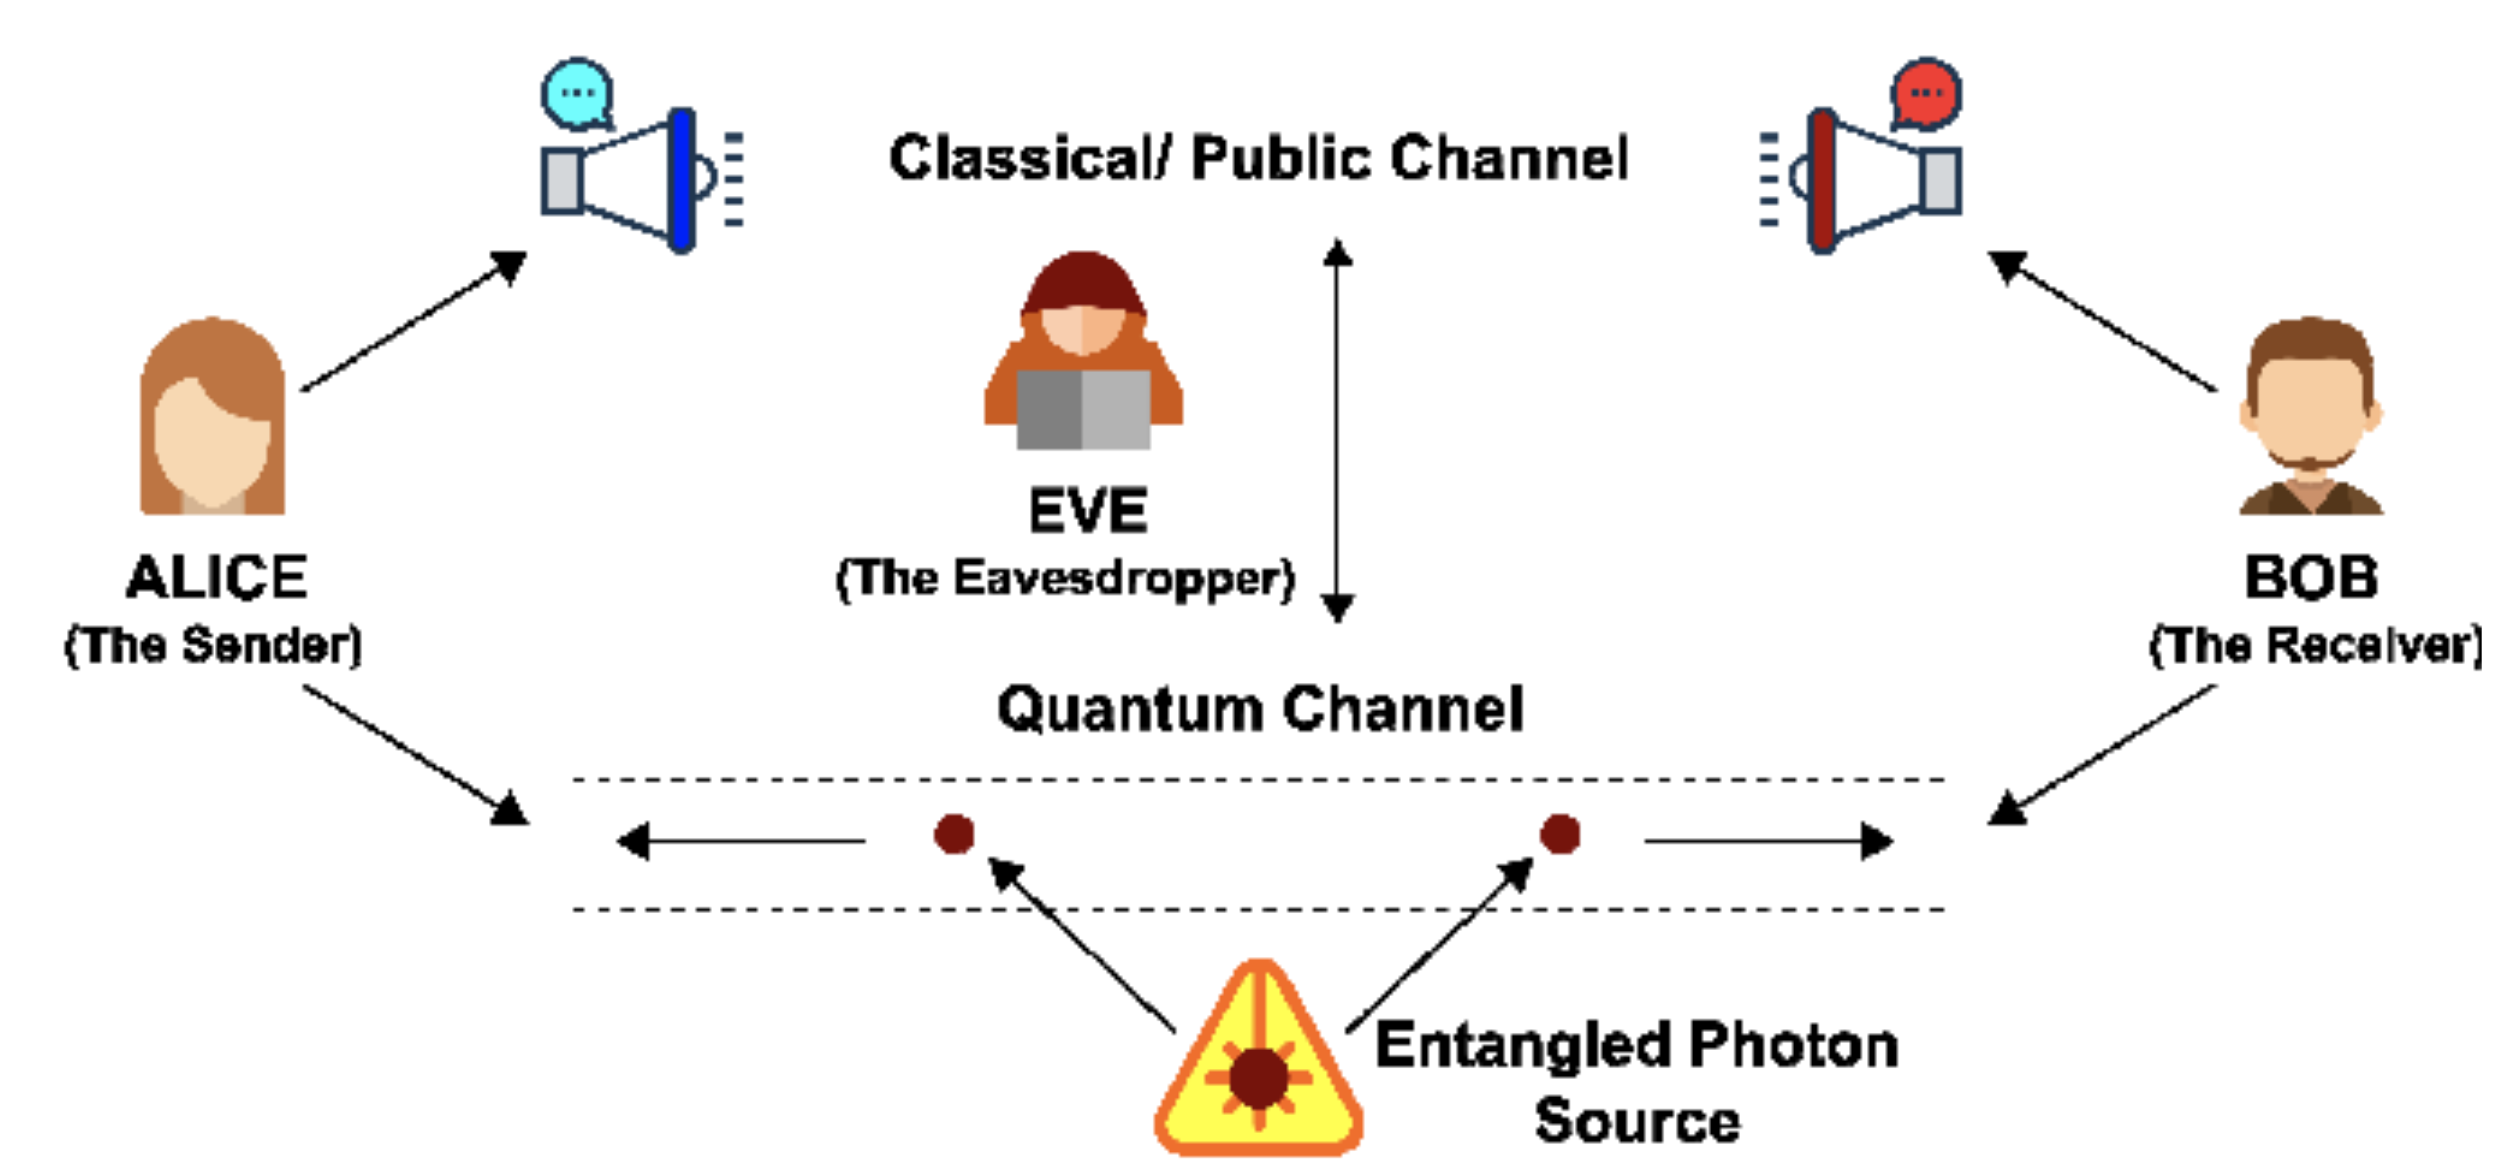 Classical/ Public Channel
EVE
(The Eavesdropper)
ALICE
(The Sender)
BOB
(The Receiver)
Quantum Channel
Entangled Photon
Source